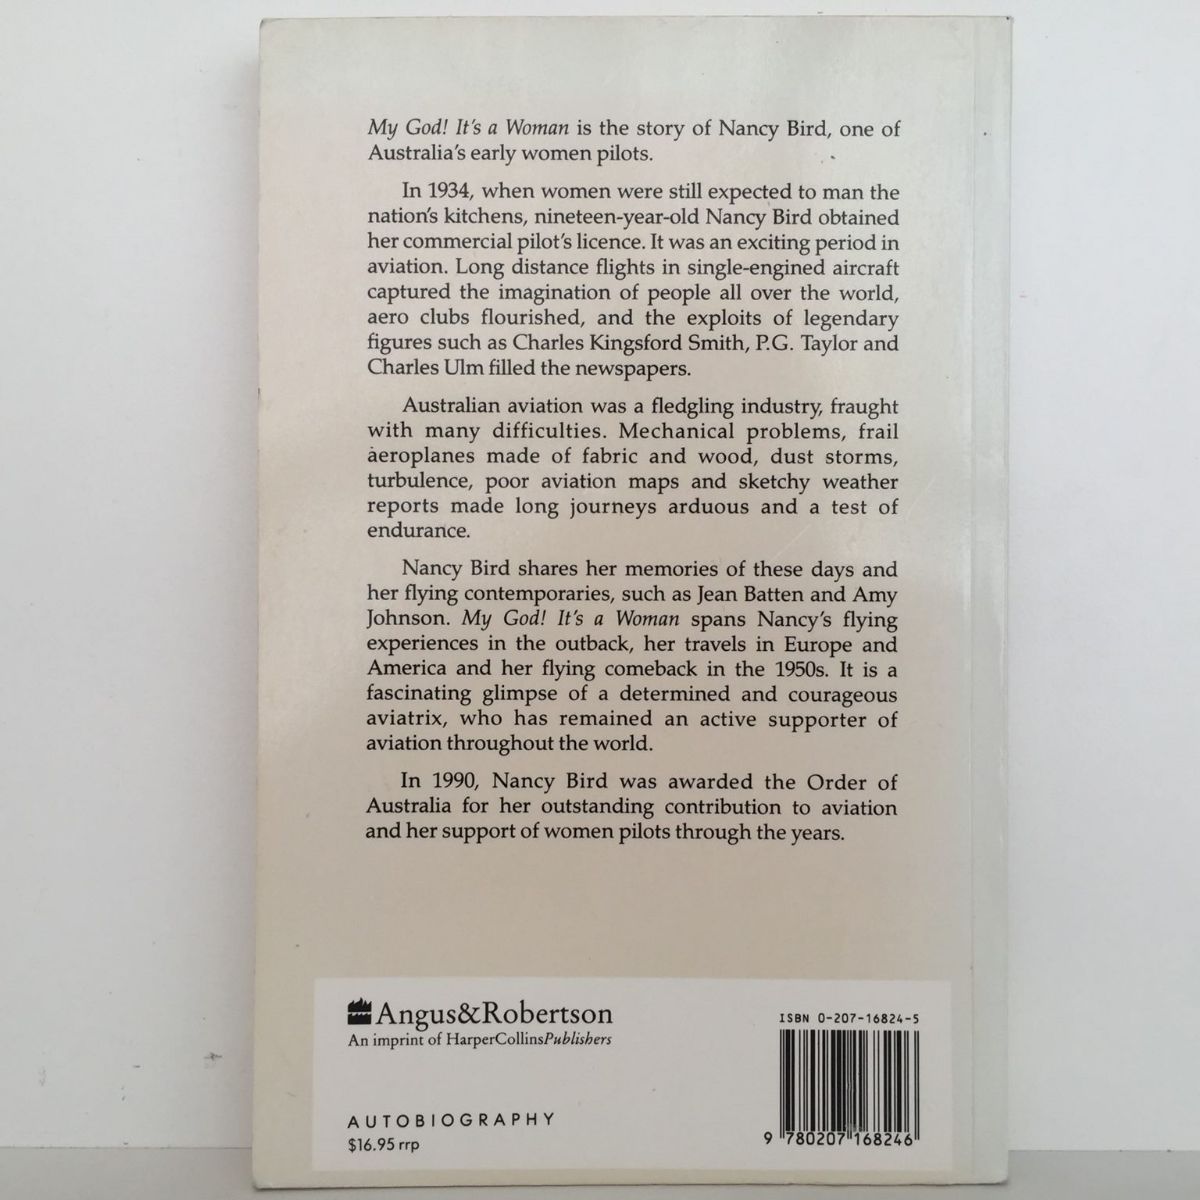 My God! It's a Woman is the story of Nancy Bird, one of
Australia's early women pilots.
In 1934, when women were still expected to man the
nation's kitchens, nineteen-year-old Nancy Bird obtained
her commercial pilot's licence. It was an exciting period in
aviation. Long distance flights in single-engined aircraft
captured the imagination of people all over the world,
aero clubs flourished, and the exploits of legendary
figures such as Charles Kingsford Smith, P.G. Taylor and
Charles Ulm filled the newspapers.
Australian aviation was a fledgling industry, fraught
with many difficulties. Mechanical problems, frail
aeroplanes made of fabric and wood, dust storms,
turbulence, poor aviation maps and sketchy weather
reports made long journeys arduous and a test of
endurance.
Nancy Bird shares her memories of these days and
her flying contemporaries, such as Jean Batten and Amy
Johnson. My God! It's a Woman spans Nancy's flying
experiences in the outback, her travels in Europe and
America and her flying comeback in the 1950s. It is a
fascinating glimpse of a determined and courageous
aviatrix, who has remained an active supporter of
aviation throughout the world.
In 1990, Nancy Bird was awarded the Order of
Australia for her outstanding contribution to aviation
and her support of women pilots through the years.
Angus&Robertson
An imprint of HarperCollinsPublishers
AUTOBIOGRAPHY
$16.95 rrp
ISBN 0-207-16824-5
9 780207 168246